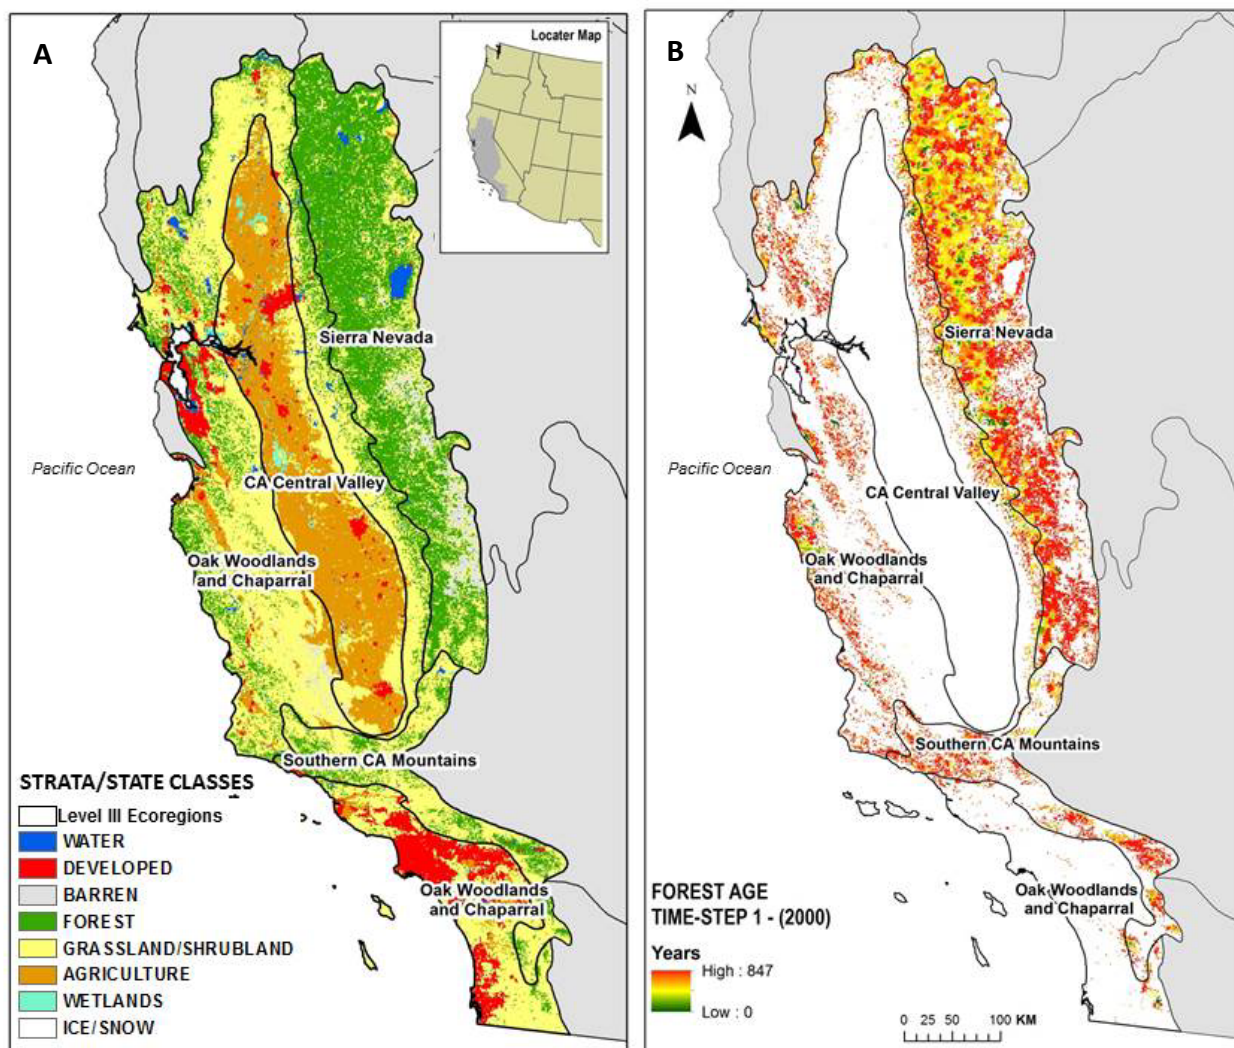 A
Locater Map
Sierra Nevada
Pacific Ocean
CA Central Valley
Oak Woodlands
and Chaparral
Southern CA Mountains
Oak Woodlands
and Chaparral
STRATA/STATE CLASSES
Level III Ecoregions
WATER
DEVELOPED
BARREN
FOREST
GRASSLAND/SHRUBLAND
AGRICULTURE
WETLANDS
ICE/SNOW
B
N
Sierra Nevada
Pacific Ocean
CA Central Valley
Oak Woodlands
and Chaparral
Southern CA Mountains
Oak Woodlands
and Chaparral
FOREST AGE
TIME-STEP 1 - (2000)
Years
High : 847
Low : 0
0 25 50 100 KM